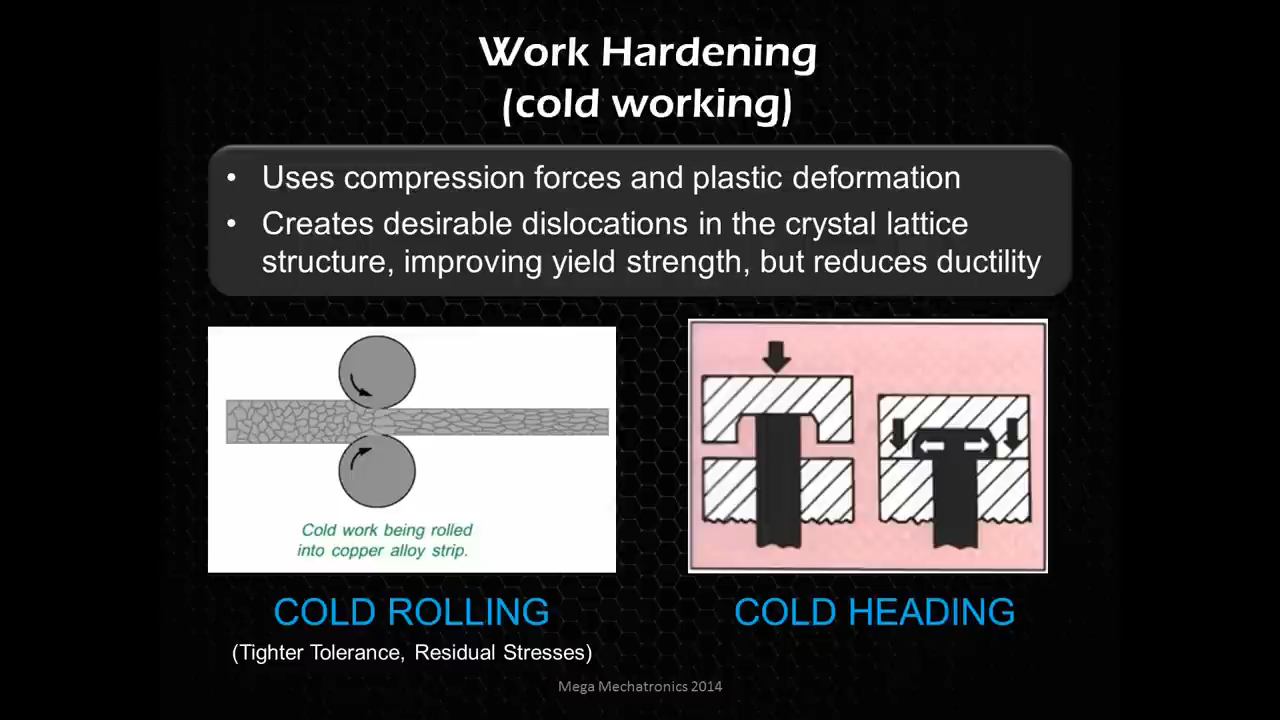 Work Hardening
(cold working)
• Uses compression forces and plastic deformation
• Creates desirable dislocations in the crystal lattice
structure, improving yield strength, but reduces ductility
Cold work being rolled
into copper alloy strip.
COLD ROLLING
(Tighter Tolerance, Residual Stresses)
COLD HEADING
Mega Mechatronics 2014